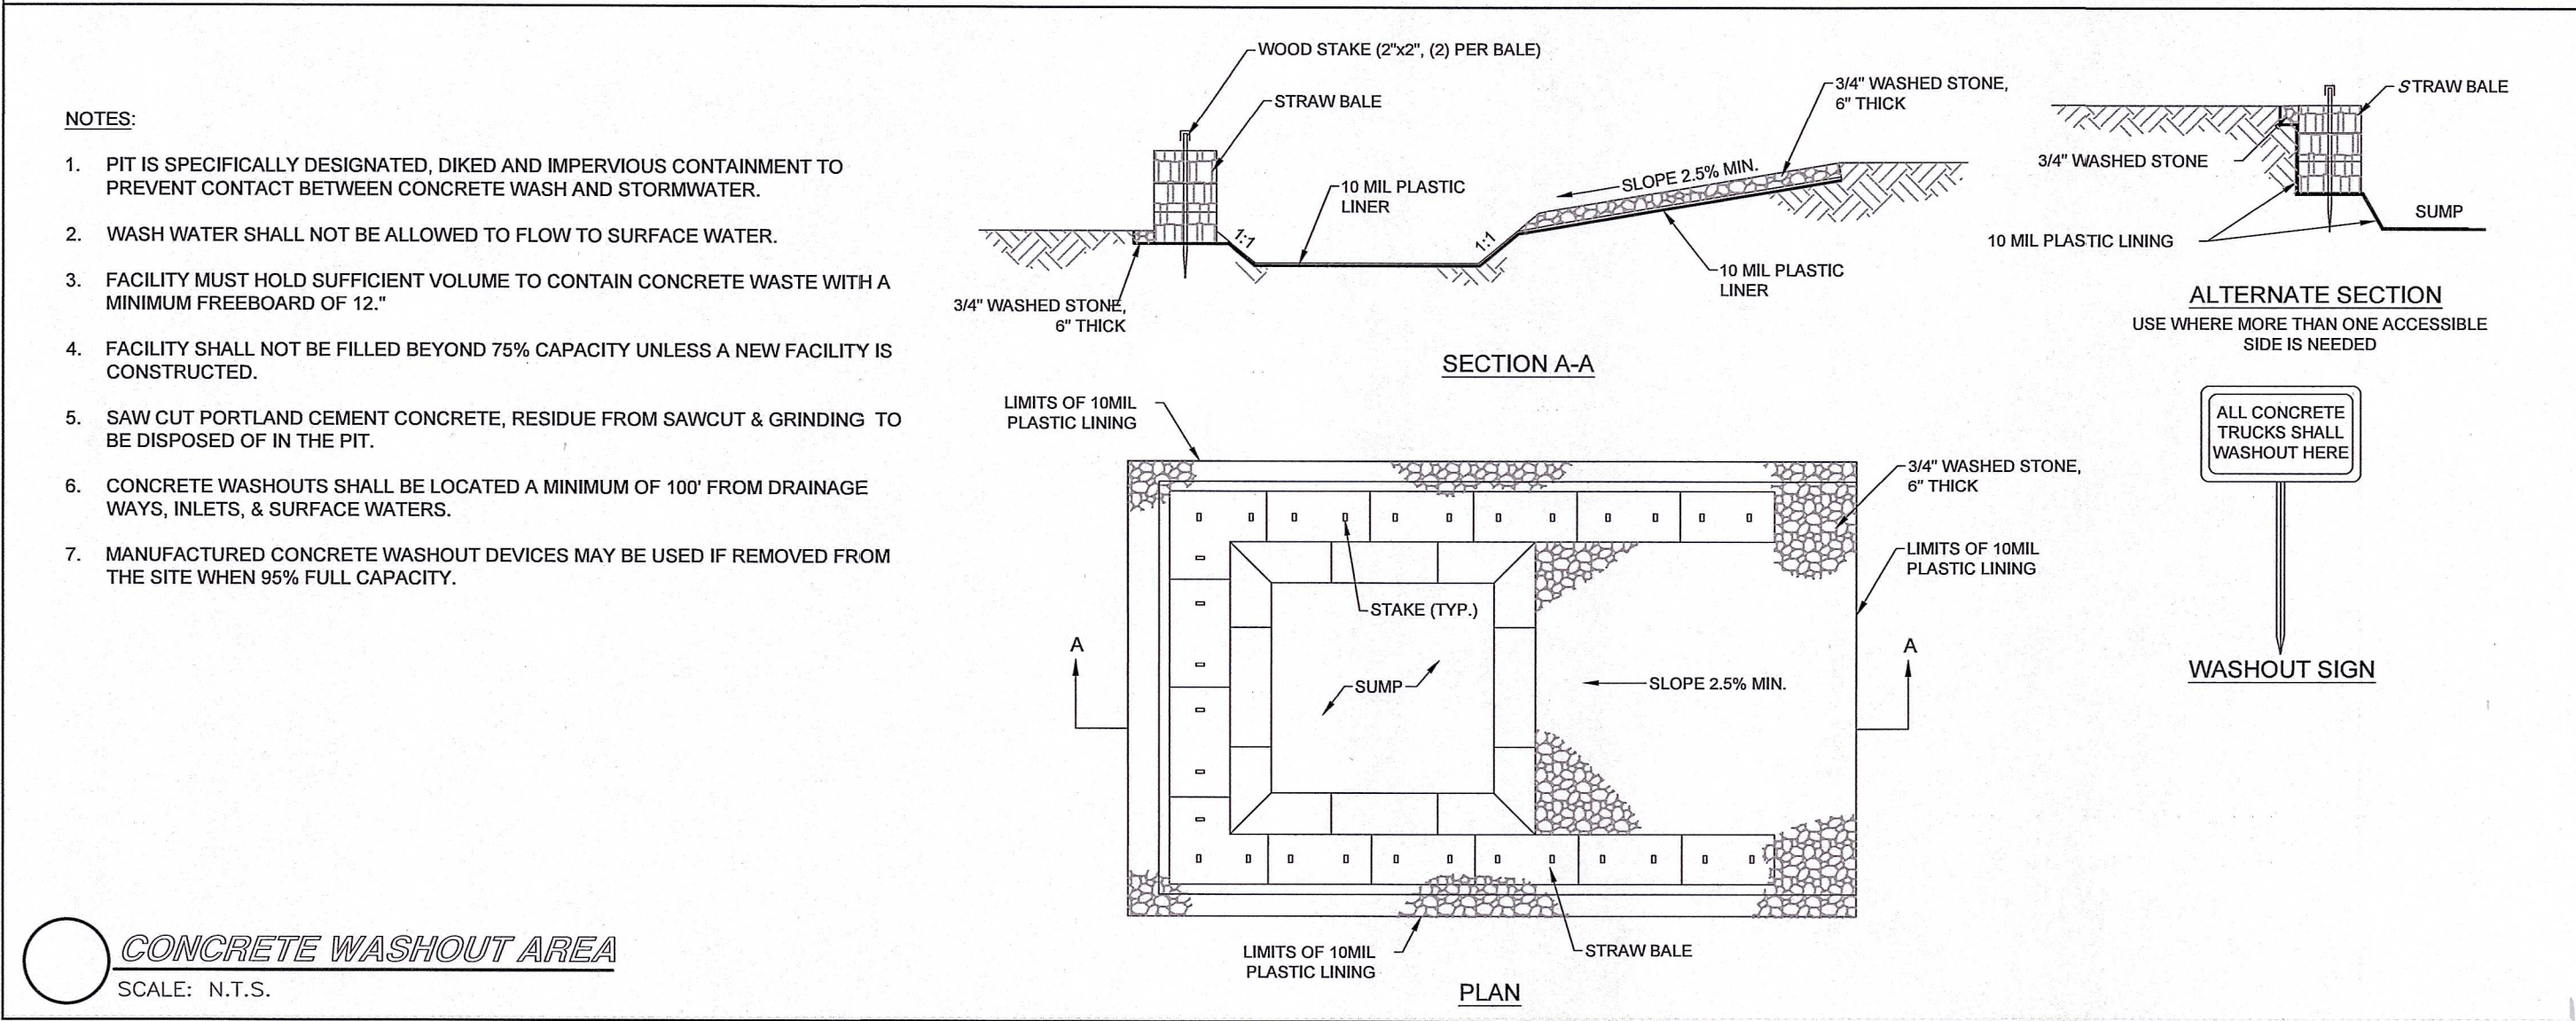 NOTES:
1. PIT IS SPECIFICALLY DESIGNATED, DIKED AND IMPERVIOUS CONTAINMENT TO
PREVENT CONTACT BETWEEN CONCRETE WASH AND STORMWATER.
2. WASH WATER SHALL NOT BE ALLOWED TO FLOW TO SURFACE WATER.
3. FACILITY MUST HOLD SUFFICIENT VOLUME TO CONTAIN CONCRETE WASTE WITH A
MINIMUM FREEBOARD OF 12."
4. FACILITY SHALL NOT BE FILLED BEYOND 75% CAPACITY UNLESS A NEW FACILITY IS
CONSTRUCTED.
5. SAW CUT PORTLAND CEMENT CONCRETE, RESIDUE FROM SAWCUT & GRINDING TO
BE DISPOSED OF IN THE PIT.
6. CONCRETE WASHOUTS SHALL BE LOCATED A MINIMUM OF 100' FROM DRAINAGE
WAYS, INLETS, & SURFACE WATERS.
7. MANUFACTURED CONCRETE WASHOUT DEVICES MAY BE USED IF REMOVED FROM
THE SITE WHEN 95% FULL CAPACITY.
CONCRETE WASHOUT AREA
SCALE: N.T.S.
WOOD STAKE (2"x2", (2) PER BALE)
STRAW BALE
10 MIL PLASTIC
LINER
1:1
1:1
SLOPE 2.5% MIN.
3/4" WASHED STONE,
6" THICK
10 MIL PLASTIC
LINER
3/4" WASHED STONE,
6" THICK
SECTION A-A
STRAW BALE
3/4" WASHED STONE
SUMP
10 MIL PLASTIC LINING
ALTERNATE SECTION
USE WHERE MORE THAN ONE ACCESSIBLE
SIDE IS NEEDED
LIMITS OF 10MIL
PLASTIC LINING
3/4" WASHED STONE,
6" THICK
LIMITS OF 10MIL
PLASTIC LINING
STAKE (TYP.)
A
A
SUMP
SLOPE 2.5% MIN.
LIMITS OF 10MIL
PLASTIC LINING
STRAW BALE
PLAN
ALL CONCRETE
TRUCKS SHALL
WASHOUT HERE
WASHOUT SIGN